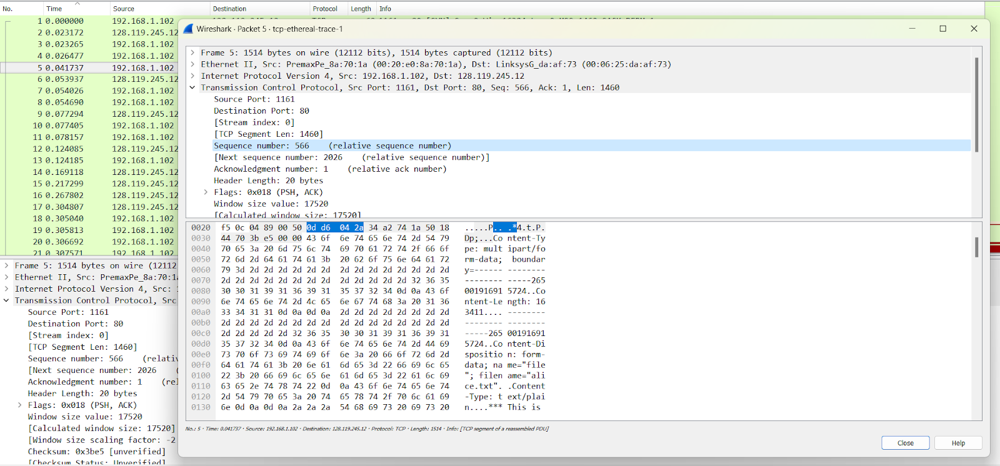 No. Time Source Destination Protocol Length Info
1 0.000000 192.168.1.102
2 0.023172 128.119.245.12
3 0.023265 192.168.1.102
4 0.026477 192.168.1.102
5 0.041737 192.168.1.102
6 0.053937 128.119.245.12
7 0.054026 192.168.1.102
8 0.054690 192.168.1.102
9 0.077294 128.119.245.12
10 0.077405 192.168.1.102
11 0.078157 192.168.1.102
12 0.124085 128.119.245.12
13 0.124185 192.168.1.102
14 0.169118 128.119.245.12
15 0.217299 128.119.245.12
16 0.267802 128.119.245.12
17 0.304807 128.119.245.12
18 0.305040 192.168.1.102
19 0.305813 192.168.1.102
20 0.306692 192.168.1.102
21 0.307571 192.168.1.102
Frame 5: 1514 bytes on wire (12112
Ethernet II, Src: PremaxPe_8a:70:1a
Internet Protocol Version 4, Src: 1
Transmission Control Protocol, Src
Source Port: 1161
Destination Port: 80
[Stream index: 0]
[TCP Segment Len: 1460]
Sequence number: 566 (relativ
[Next sequence number: 2026 (
Acknowledgment number: 1 (rel
Header Length: 20 bytes
Flags: 0x018 (PSH, ACK)
Window size value: 17520
[Calculated window size: 17520]
[Window size scaling factor: -2
Checksum: 0x3be5 [unverified]
[Checksum Status: Unverified]
Wireshark · Packet 5 · tcp-ethereal-trace-1
Frame 5: 1514 bytes on wire (12112 bits), 1514 bytes captured (12112 bits)
Ethernet II, Src: PremaxPe_8a:70:1a (00:20:e0:8a:70:1a), Dst: LinksysG_da:af:73 (00:06:25:da:af:73)
Internet Protocol Version 4, Src: 192.168.1.102, Dst: 128.119.245.12
Transmission Control Protocol, Src Port: 1161, Dst Port: 80, Seq: 566, Ack: 1, Len: 1460
Source Port: 1161
Destination Port: 80
[Stream index: 0]
[TCP Segment Len: 1460]
Sequence number: 566 (relative sequence number)
[Next sequence number: 2026 (relative sequence number)]
Acknowledgment number: 1 (relative ack number)
Header Length: 20 bytes
Flags: 0x018 (PSH, ACK)
Window size value: 17520
[Calculated window size: 17520]
0020 f5 0c 04 89 00 50 0d d6 04 2a 34 a2 74 1a 50 18 .....P...*4.t.P.
0030 44 70 3b e5 00 00 43 6f 6e 74 65 6e 74 2d 54 79 Dp;...Content-Ty
0040 70 65 3a 20 6d 75 6c 74 69 70 61 72 74 2f 66 6f pe: multipart/fo
0050 72 6d 2d 64 61 74 61 3b 20 62 6f 75 6e 64 61 72 rm-data; boundar
0060 79 3d 2d 2d 2d 2d 2d 2d 2d 2d 2d 2d 2d 2d 2d 2d y=------ --------
0070 2d 2d 2d 2d 2d 2d 2d 2d 2d 2d 2d 2d 2d 32 36 35 -------- -----265
0080 30 30 31 39 31 36 39 31 35 37 32 34 0d 0a 43 6f 00191691 5724..Co
0090 6e 74 65 6e 74 2d 4c 65 6e 67 74 68 3a 20 31 36 ntent-Length: 16
00a0 33 34 31 31 0d 0a 0d 0a 2d 2d 2d 2d 2d 2d 2d 2d 3411.... --------
00b0 2d 2d 2d 2d 2d 2d 2d 2d 2d 2d 2d 2d 2d 2d 2d 2d -------- --------
00c0 2d 2d 2d 2d 2d 32 36 35 30 30 31 39 31 36 39 31 -----265 00191691
00d0 35 37 32 34 0d 0a 43 6f 6e 74 65 6e 74 2d 44 69 5724..Content-Di
00e0 73 70 6f 73 69 74 69 6f 6e 3a 20 66 6f 72 6d 2d sposition: form-
00f0 64 61 74 61 3b 20 6e 61 6d 65 3d 22 66 69 6c 65 data; name="file
0100 22 3b 20 66 69 6c 65 6e 61 6d 65 3d 22 61 6c 69 "; filename="ali
0110 63 65 2e 74 78 74 22 0d 0a 43 6f 6e 74 65 6e 74 ce.txt"..Content
0120 2d 54 79 70 65 3a 20 74 65 78 74 2f 70 6c 61 69 -Type: text/plai
0130 6e 0d 0a 0d 0a 2a 2a 2a 54 68 69 73 20 69 73 20 n....*** This is
No.: 5 · Time: 0.041737 · Source: 192.168.1.102 · Destination: 128.119.245.12 · Protocol: TCP · Length: 1514 · Info: [TCP segment of a reassembled PDU]
Close Help